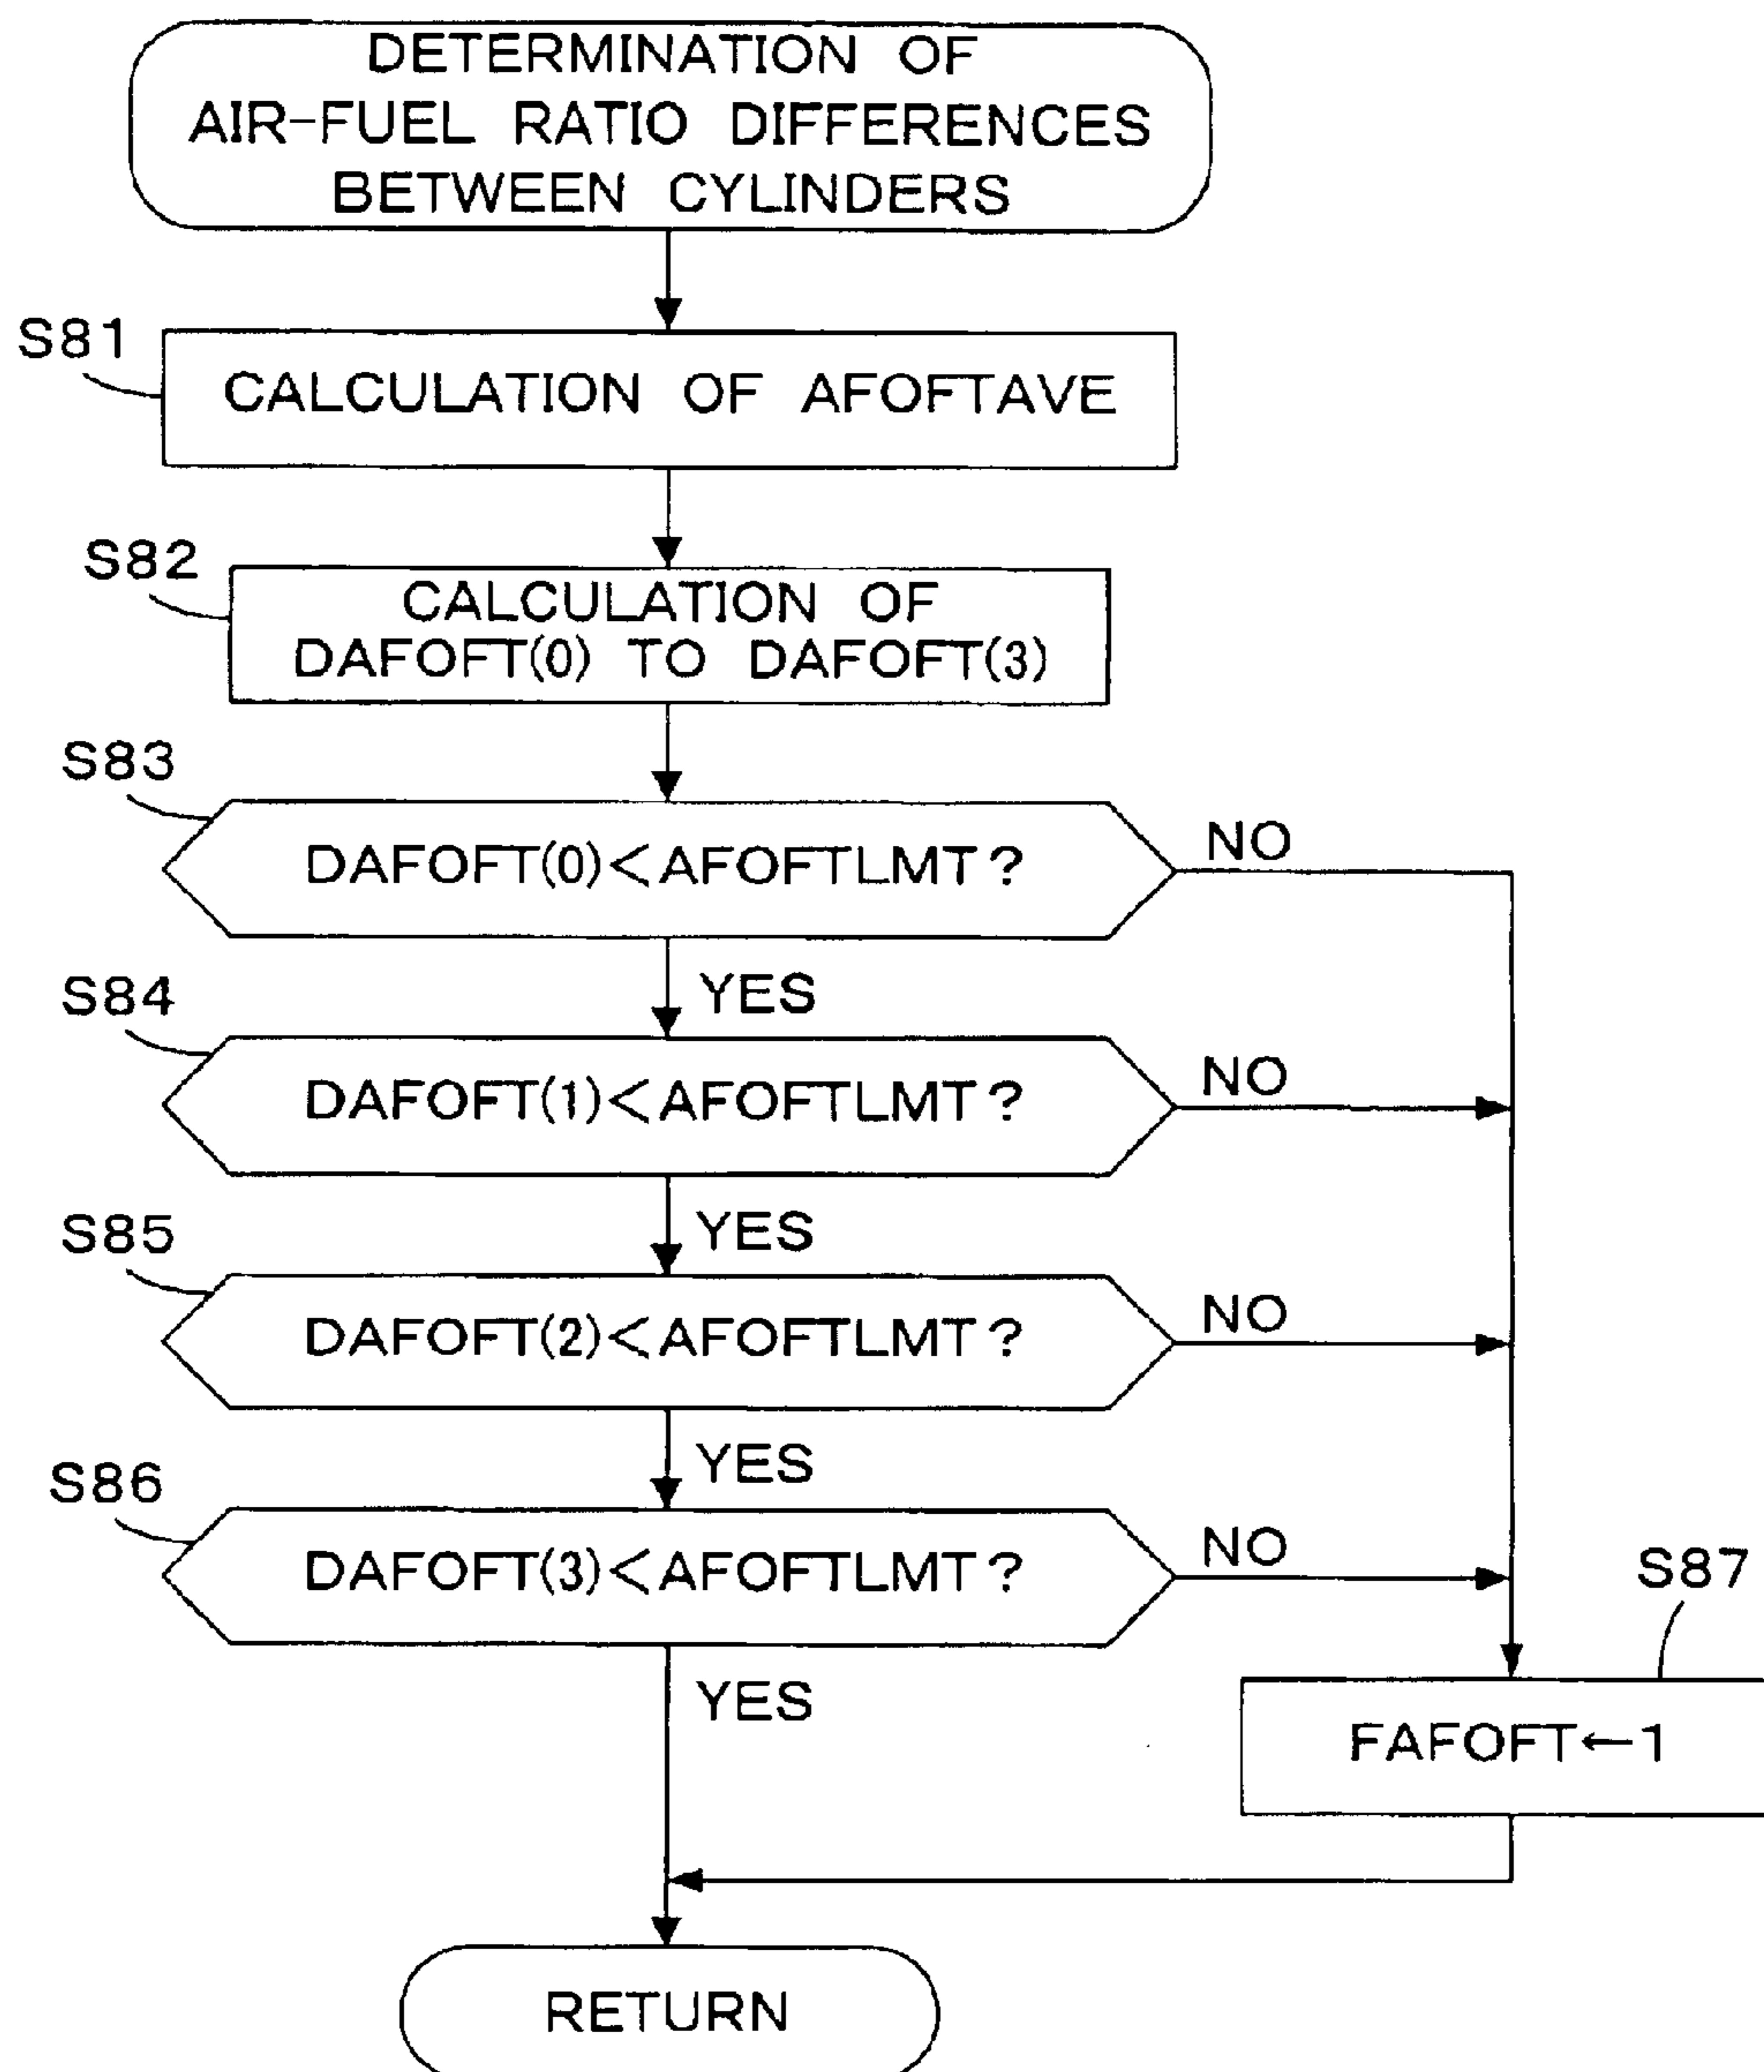 DETERMINATION OF
AIR-FUEL RATIO DIFFERENCES
BETWEEN CYLINDERS
S81
CALCULATION OF AFOFTAVE
S82
CALCULATION OF
DAFOFT(0) TO DAFOFT(3)
S83
DAFOFT(0)<AFOFTLMT?
NO
YES
S84
DAFOFT(1)<AFOFTLMT?
NO
YES
S85
DAFOFT(2)<AFOFTLMT?
NO
YES
S86
DAFOFT(3)<AFOFTLMT?
NO
YES
S87
FAFOFT←1
RETURN